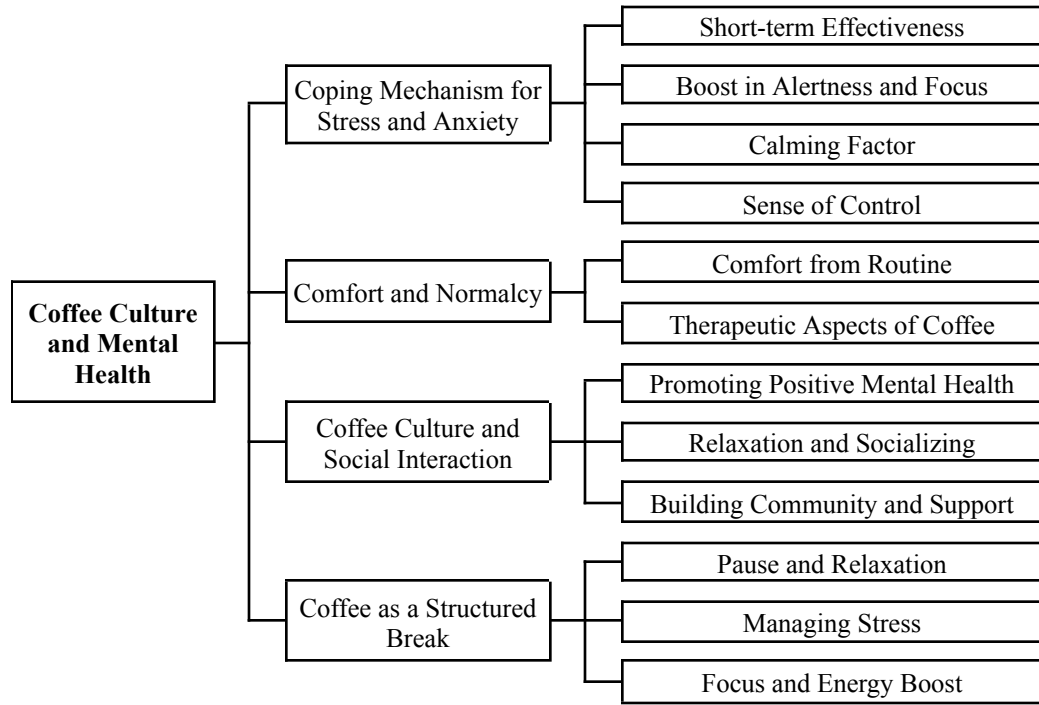 Coffee Culture
and Mental
Health
Coping Mechanism for
Stress and Anxiety
Short-term Effectiveness
Boost in Alertness and Focus
Calming Factor
Sense of Control
Comfort and Normalcy
Comfort from Routine
Therapeutic Aspects of Coffee
Coffee Culture and
Social Interaction
Promoting Positive Mental Health
Relaxation and Socializing
Building Community and Support
Coffee as a Structured
Break
Pause and Relaxation
Managing Stress
Focus and Energy Boost